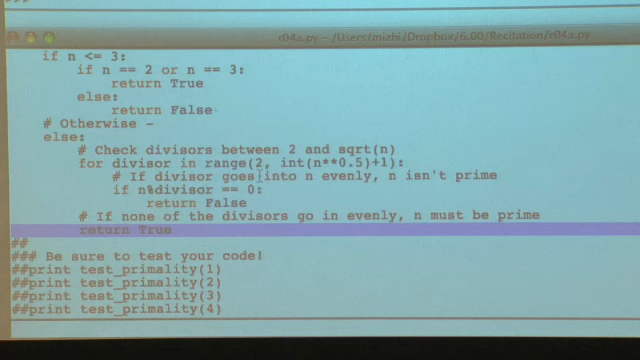 r04a.py - /Users/mizhi/Dropbox/6.00/Recitation/r04a.py
if n <= 3:
if n == 2 or n == 3:
return True
else:
return False
# Otherwise -
else:
# Check divisors between 2 and sqrt(n)
for divisor in range(2, int(n**0.5)+1):
# If divisor goes into n evenly, n isn't prime
if n%divisor == 0:
return False
# If none of the divisors go in evenly, n must be prime
return True
##
### Be sure to test your code!
##print test_primality(1)
##print test_primality(2)
##print test_primality(3)
##print test_primality(4)